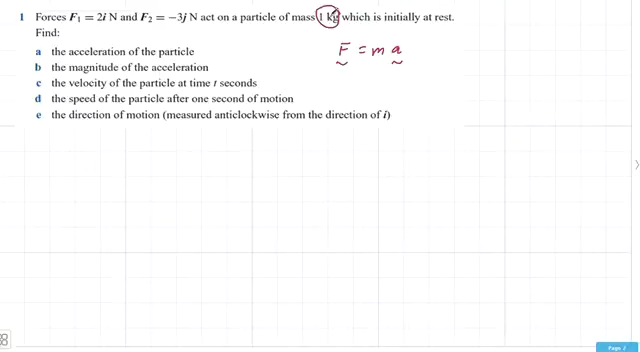 1 Forces F₁ = 2i N and F₂ = −3j N act on a particle of mass 1 kg which is initially at rest.
Find:
a the acceleration of the particle
F = m a
b the magnitude of the acceleration
c the velocity of the particle at time t seconds
d the speed of the particle after one second of motion
e the direction of motion (measured anticlockwise from the direction of i)
Page 2